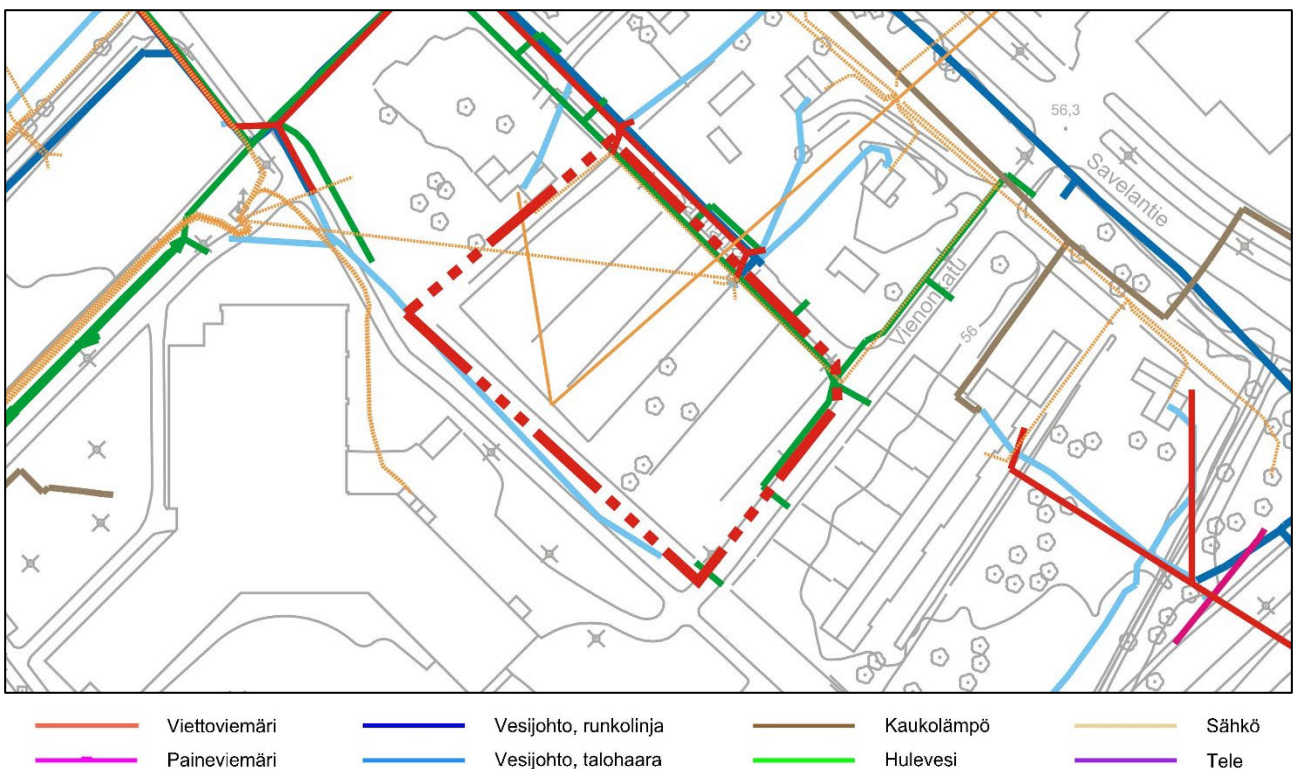 56,3
Savelantie
Vienonkatu
56
Viettoviemäri
Vesijohto, runkolinja
Kaukolämpö
Sähkö
Paineviemäri
Vesijohto, talohaara
Hulevesi
Tele